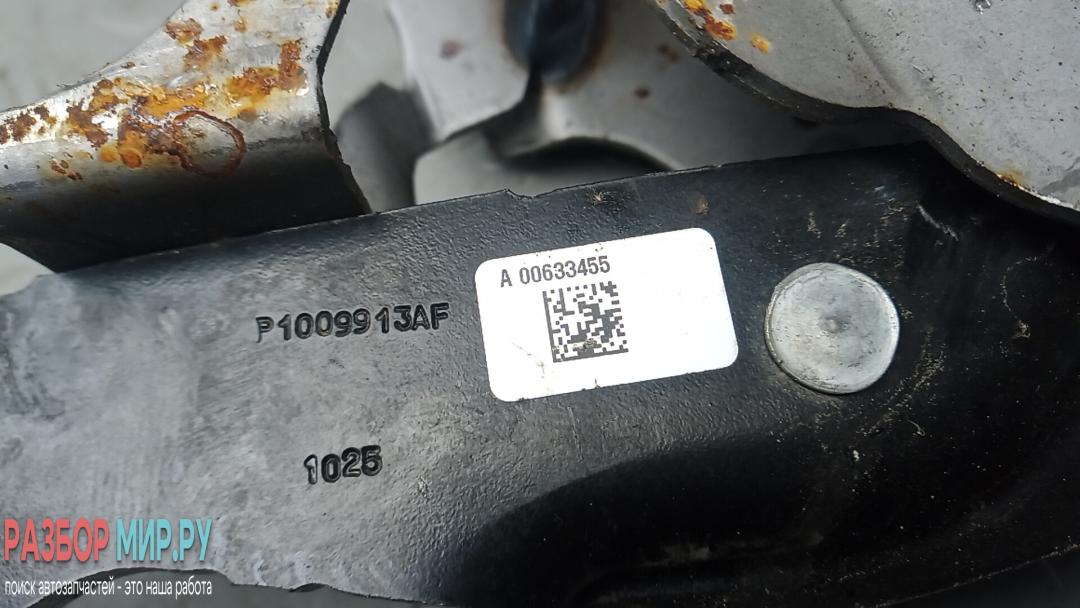 A 00633455
P1009913AF
1025
РАЗБОР МИР.РУ
поиск автозапчастей - это наша работа